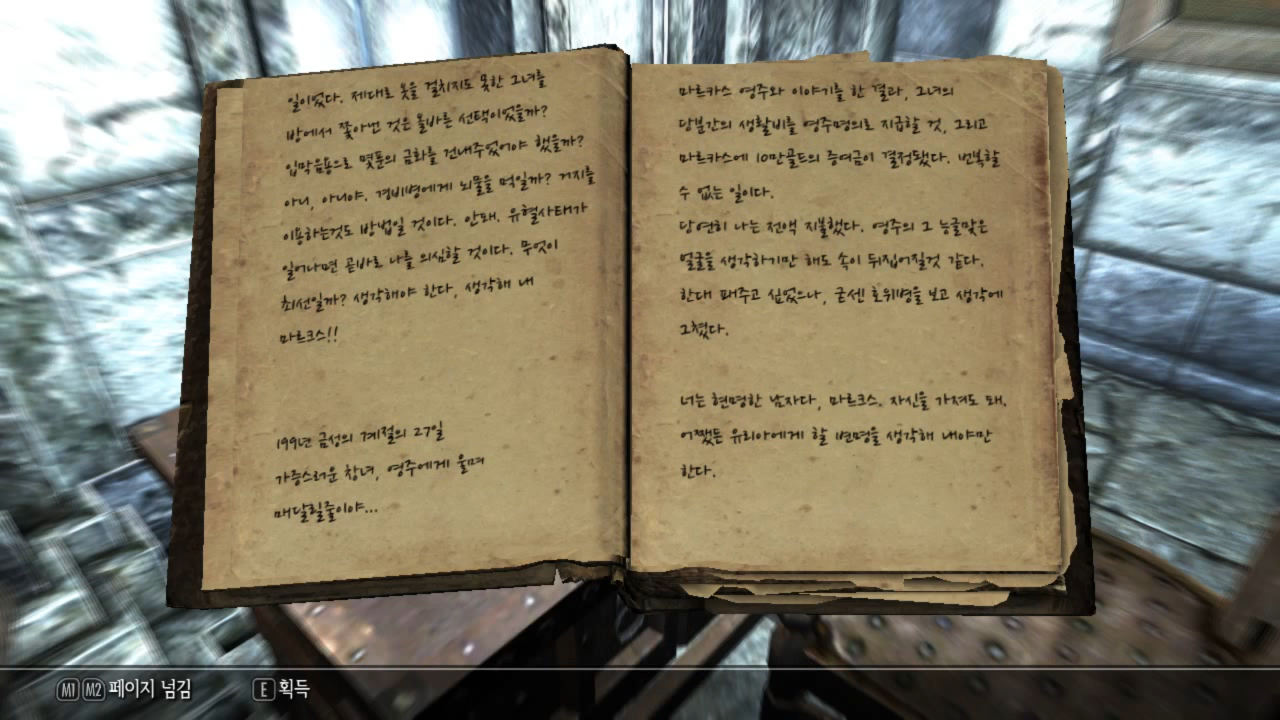 일이었다. 제대로 옷을 걸치지도 못한 그녀를
방에서 쫓아낸 것은 올바른 선택이었을까?
입막음용으로 몇푼의 금화를 건내주었어야 했을까?
아니, 아니야. 경비병에게 뇌물을 먹일까? 거지를
이용하는것도 방법일 것이다. 안돼. 유혈사태가
일어나면 곧바로 나를 의심할 것이다. 무엇이
최선일까? 생각해야 한다, 생각해 내
마르크스!!
199년 금성의 계절의 27일
가증스러운 창녀, 영주에게 울며
매달릴줄이야...
마르카스 영주와 이야기를 한 결과, 그녀의
당분간의 생활비를 영주명의로 지급할 것, 그리고
마르카스에 10만골드의 증여금이 결정됐다. 번복할
수 없는 일이다.
당연히 나는 전액 지불했다. 영주의 그 능글맞은
얼굴을 생각하기만 해도 속이 뒤집어질것 같다.
한대 패주고 싶었으나, 굳센 호위병을 보고 생각에
그쳤다.
너는 현명한 남자다, 마르크스. 자신을 가져도 돼.
어쨌든 유리아에게 할 변명을 생각해 내야만
한다.
M1 M2 페이지 넘김
E 획득